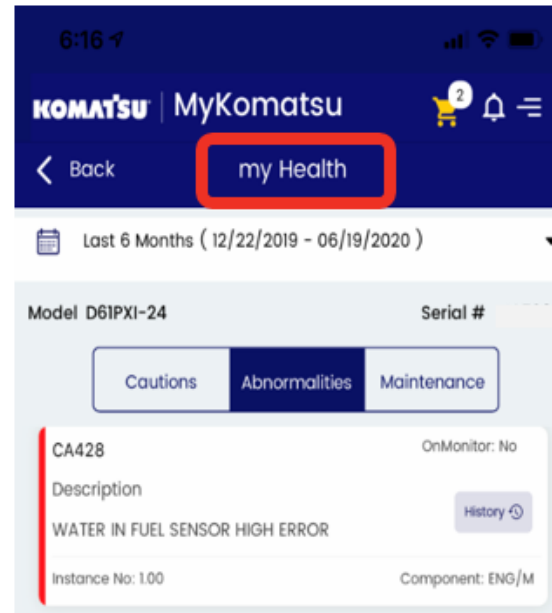 6:16
KOMATSU MyKomatsu 2
Back my Health
Last 6 Months ( 12/22/2019 - 06/19/2020 )
Model D61PXI-24 Serial #
Cautions Abnormalities Maintenance
CA428 OnMonitor: No
Description
History
WATER IN FUEL SENSOR HIGH ERROR
Instance No: 1.00 Component: ENG/M